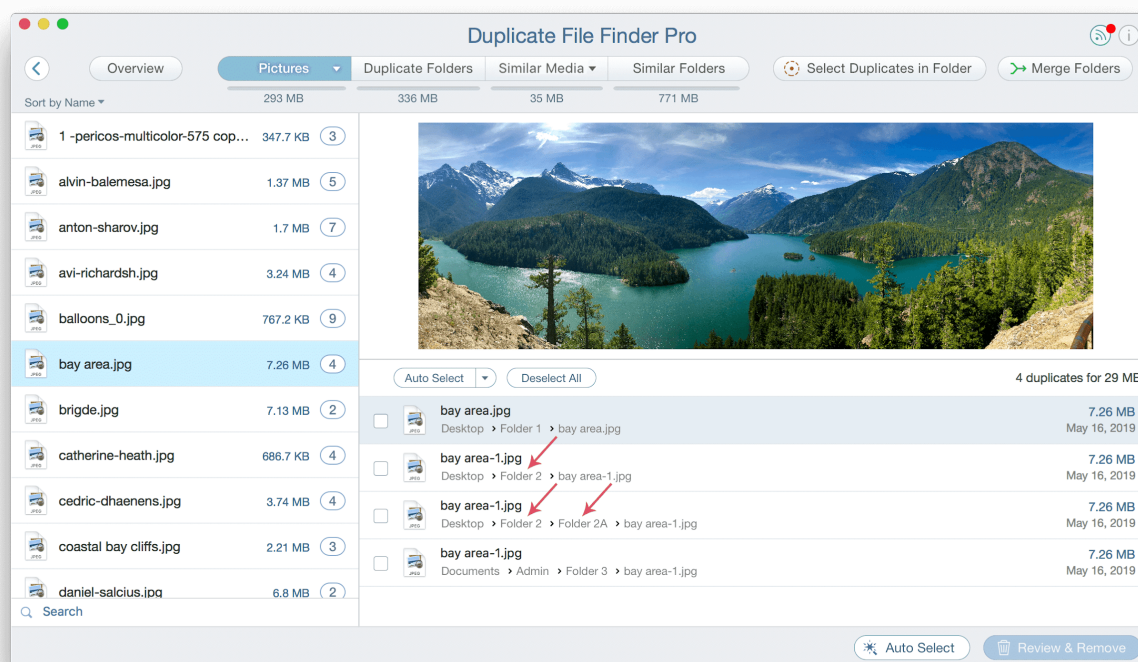 Duplicate File Finder Pro
Overview
Pictures
Duplicate Folders
Similar Media
Similar Folders
Select Duplicates in Folder
Merge Folders
Sort by Name
293 MB
336 MB
35 MB
771 MB
1 -pericos-multicolor-575 cop... 347.7 KB 3
alvin-balemesa.jpg 1.37 MB 5
anton-sharov.jpg 1.7 MB 7
avi-richardsh.jpg 3.24 MB 4
balloons_0.jpg 767.2 KB 9
bay area.jpg 7.26 MB 4
brigde.jpg 7.13 MB 2
catherine-heath.jpg 686.7 KB 4
cedric-dhaenens.jpg 3.74 MB 4
coastal bay cliffs.jpg 2.21 MB 3
daniel-salcius.jpg 6.8 MB 2
Search
Auto Select
Deselect All
4 duplicates for 29 MB
bay area.jpg 7.26 MB
Desktop › Folder 1 › bay area.jpg May 16, 2019
bay area-1.jpg 7.26 MB
Desktop › Folder 2 › bay area-1.jpg May 16, 2019
bay area-1.jpg 7.26 MB
Desktop › Folder 2 › Folder 2A › bay area-1.jpg May 16, 2019
bay area-1.jpg 7.26 MB
Documents › Admin › Folder 3 › bay area-1.jpg May 16, 2019
Auto Select
Review & Remove